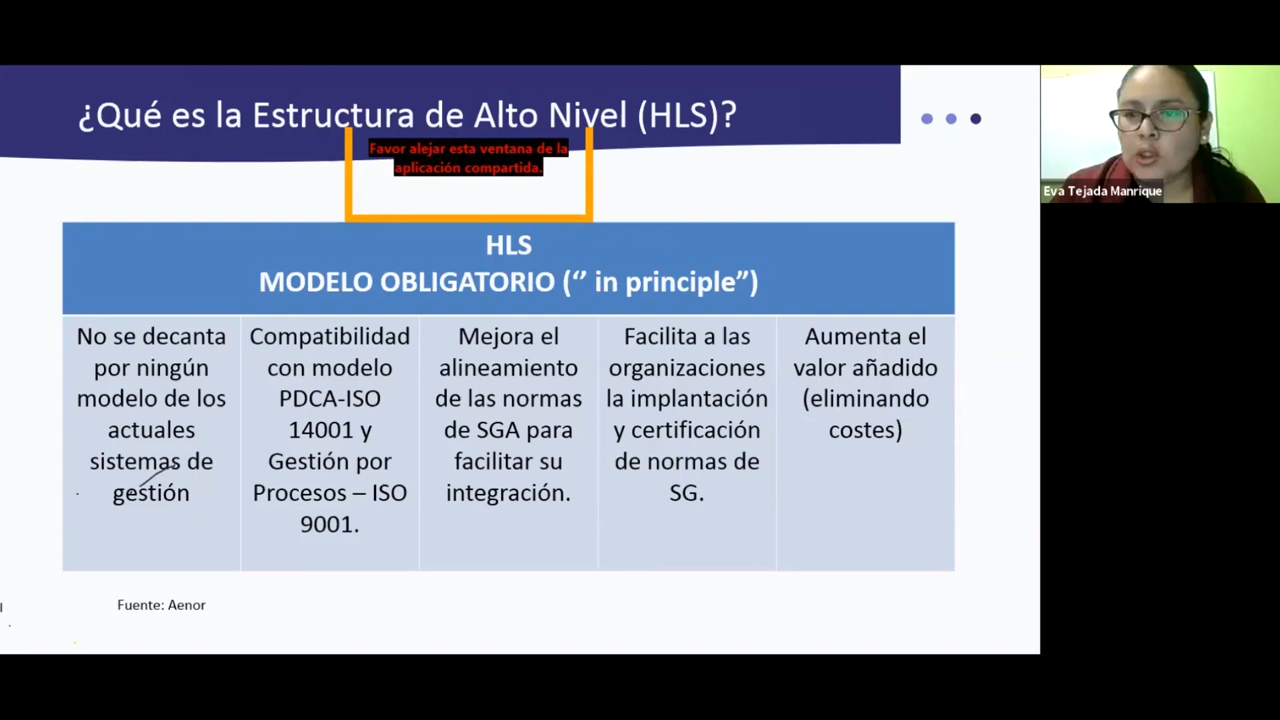 ¿Qué es la Estructura de Alto Nivel (HLS)?
Favor alejar esta ventana de la
aplicación compartida.
Eva Tejada Manrique
HLS
MODELO OBLIGATORIO (‘’ in principle”)
No se decanta
por ningún
modelo de los
actuales
sistemas de
gestión
Compatibilidad
con modelo
PDCA-ISO
14001 y
Gestión por
Procesos – ISO
9001.
Mejora el
alineamiento
de las normas
de SGA para
facilitar su
integración.
Facilita a las
organizaciones
la implantación
y certificación
de normas de
SG.
Aumenta el
valor añadido
(eliminando
costes)
Fuente: Aenor